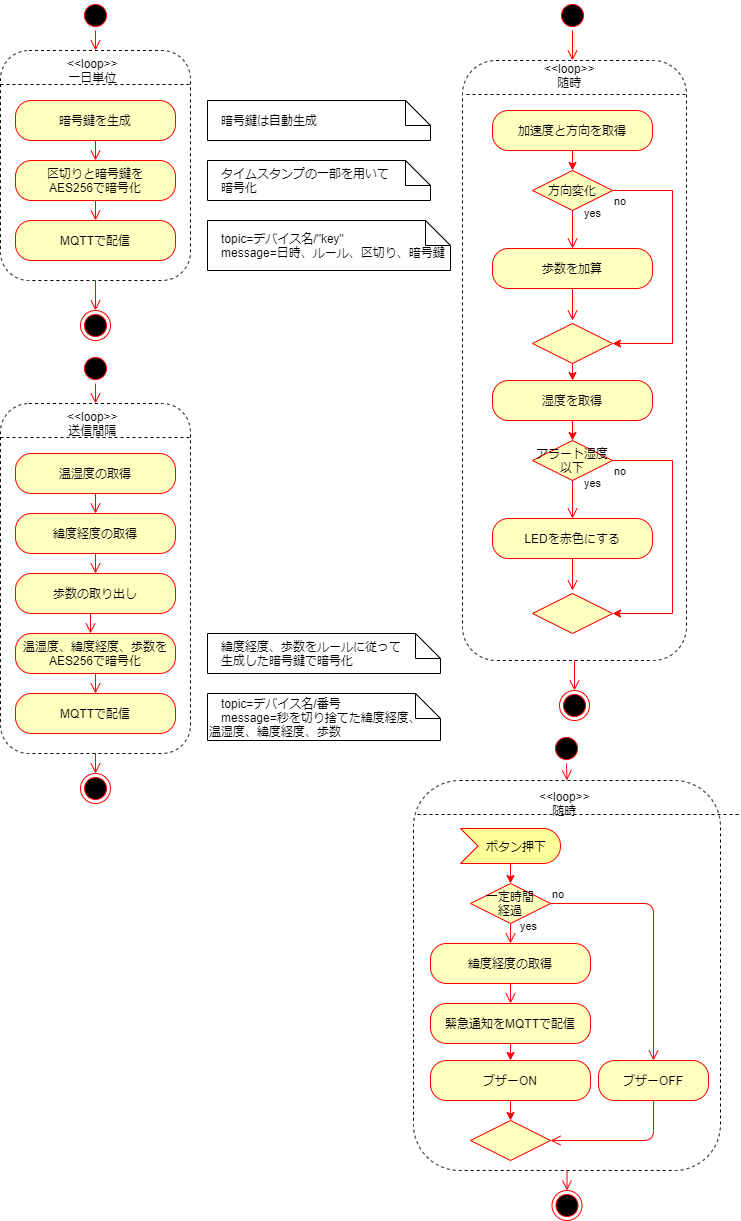 <<loop>>
一日単位
暗号鍵を生成
区切りと暗号鍵を
AES256で暗号化
MQTTで配信
暗号鍵は自動生成
タイムスタンプの一部を用いて
暗号化
topic=デバイス名/"key"
message=日時、ルール、区切り、暗号鍵
<<loop>>
送信間隔
温湿度の取得
緯度経度の取得
歩数の取り出し
温湿度、緯度経度、歩数を
AES256で暗号化
MQTTで配信
緯度経度、歩数をルールに従って
生成した暗号鍵で暗号化
topic=デバイス名/番号
message=秒を切り捨てた緯度経度、
温湿度、緯度経度、歩数
<<loop>>
随時
加速度と方向を取得
方向変化
no
yes
歩数を加算
湿度を取得
アラート湿度
以下
no
yes
LEDを赤色にする
<<loop>>
随時
ボタン押下
一定時間
経過
no
yes
緯度経度の取得
緊急通知をMQTTで配信
ブザーON
ブザーOFF